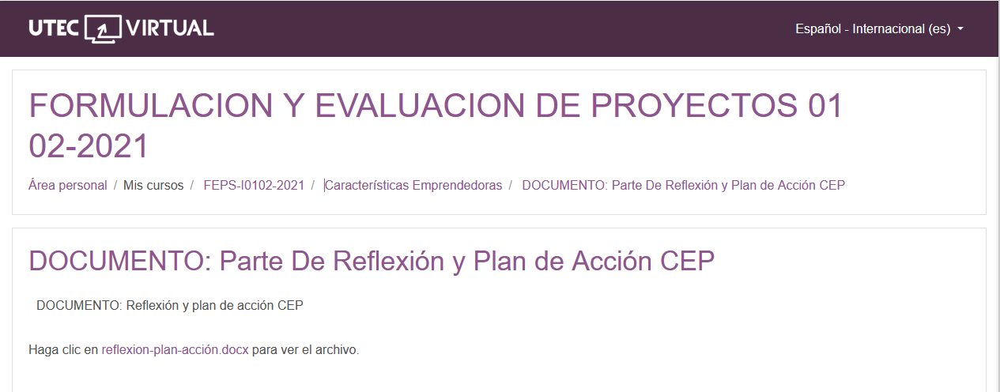 UTEC VIRTUAL
Español - Internacional (es)
FORMULACION Y EVALUACION DE PROYECTOS 01
02-2021
Área personal / Mis cursos / FEPS-I0102-2021 / Características Emprendedoras / DOCUMENTO: Parte De Reflexión y Plan de Acción CEP
DOCUMENTO: Parte De Reflexión y Plan de Acción CEP
DOCUMENTO: Reflexión y plan de acción CEP
Haga clic en reflexion-plan-acción.docx para ver el archivo.